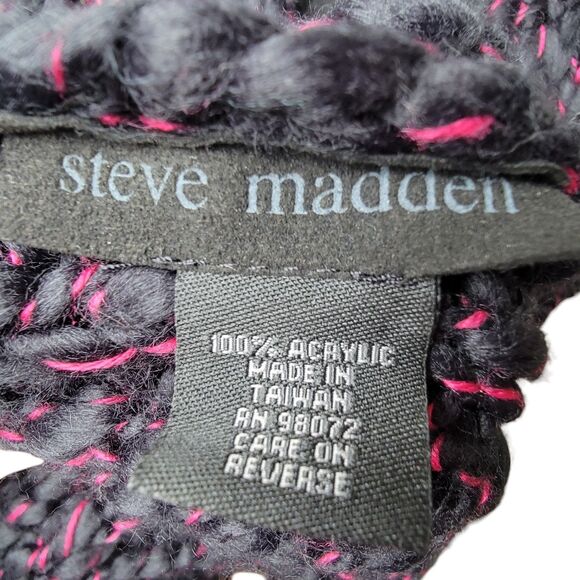 steve madden
100% ACRYLIC
MADE IN
TAIWAN
RN 98072
CARE ON
REVERSE